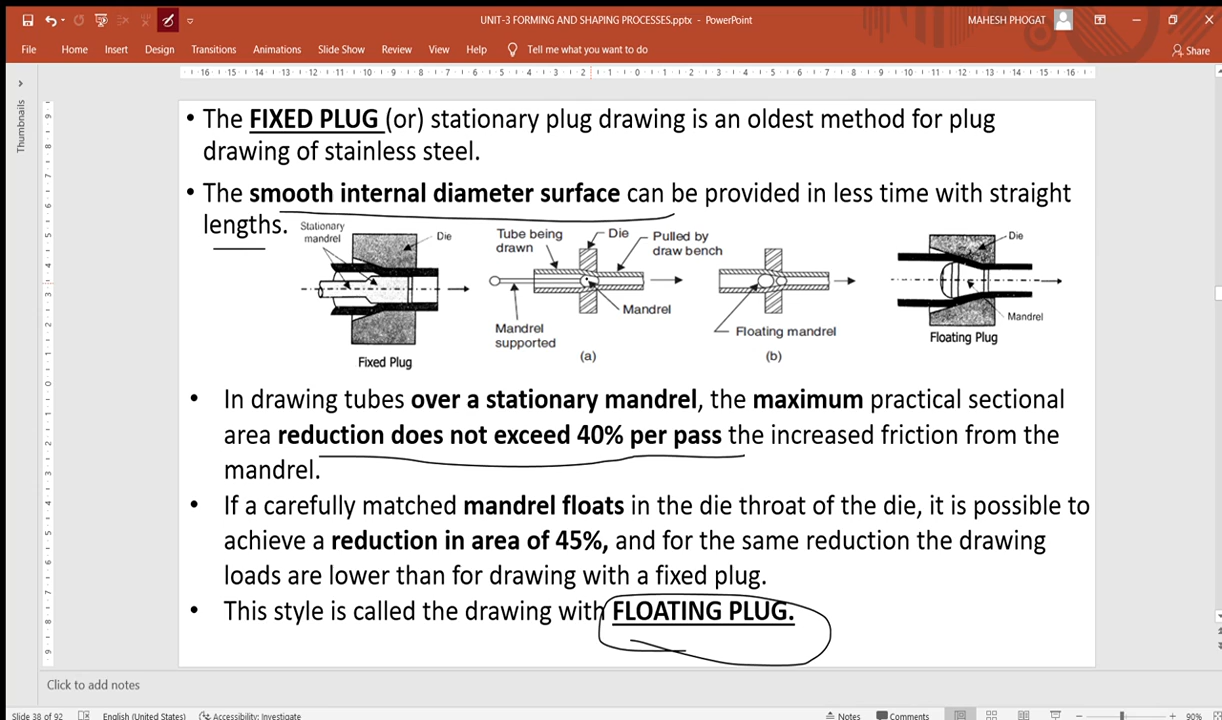 UNIT-3 FORMING AND SHAPING PROCESSES.pptx - PowerPoint
MAHESH PHOGAT
File Home Insert Draw Design Transitions Animations Slide Show Review View Help Tell me what you want to do
Share
Thumbnails
• The FIXED PLUG (or) stationary plug drawing is an oldest method for plug
drawing of stainless steel.
• The smooth internal diameter surface can be provided in less time with straight
lengths.
Stationary
mandrel
Die
Fixed Plug
Tube being
drawn
Die
Pulled by
draw bench
Mandrel
Mandrel
supported
(a)
Floating mandrel
(b)
Die
Mandrel
Floating Plug
• In drawing tubes over a stationary mandrel, the maximum practical sectional
area reduction does not exceed 40% per pass the increased friction from the
mandrel.
• If a carefully matched mandrel floats in the die throat of the die, it is possible to
achieve a reduction in area of 45%, and for the same reduction the drawing
loads are lower than for drawing with a fixed plug.
• This style is called the drawing with FLOATING PLUG.
Click to add notes
Slide 38 of 92 English (United States) Accessibility: Investigate Notes Comments 90%